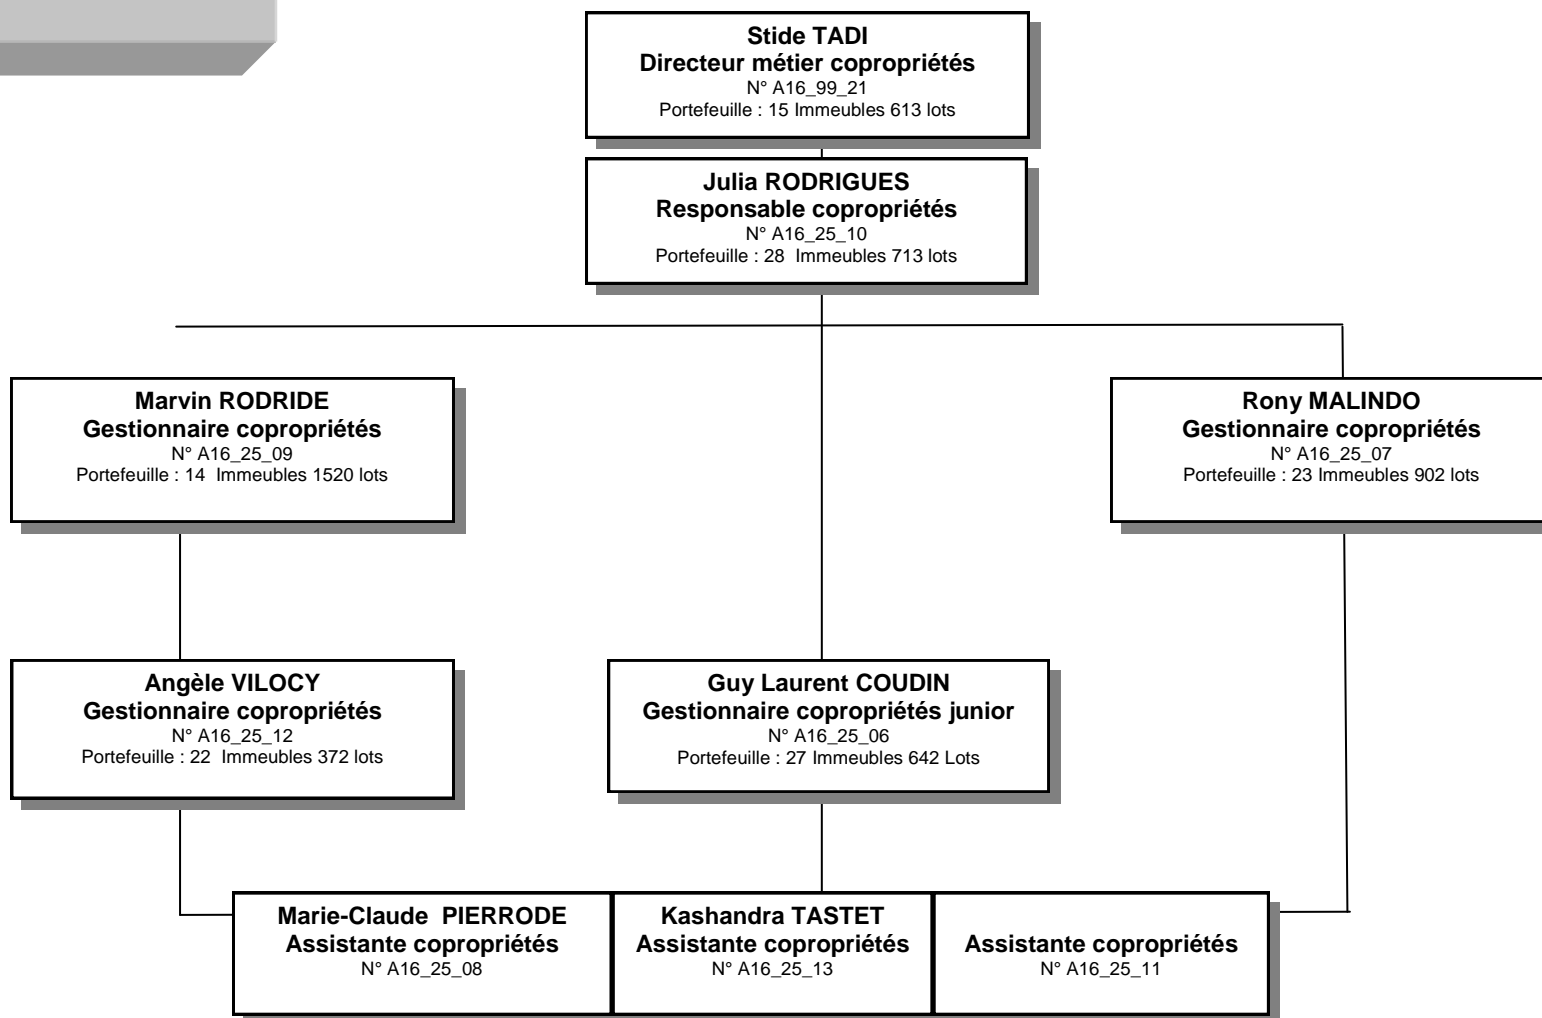 Stide TADI
Directeur métier copropriétés
N° A16_99_21
Portefeuille : 15 Immeubles 613 lots
Julia RODRIGUES
Responsable copropriétés
N° A16_25_10
Portefeuille : 28  Immeubles 713 lots
Marvin RODRIDE
Gestionnaire copropriétés
N° A16_25_09
Portefeuille : 14  Immeubles 1520 lots
Rony MALINDO
Gestionnaire copropriétés
N° A16_25_07
Portefeuille : 23 Immeubles 902 lots
Angèle VILOCY
Gestionnaire copropriétés
N° A16_25_12
Portefeuille : 22  Immeubles 372 lots
Guy Laurent COUDIN
Gestionnaire copropriétés junior
N° A16_25_06
Portefeuille : 27 Immeubles 642 Lots
Marie-Claude  PIERRODE
Assistante copropriétés
N° A16_25_08
Kashandra TASTET
Assistante copropriétés
N° A16_25_13
Assistante copropriétés
N° A16_25_11